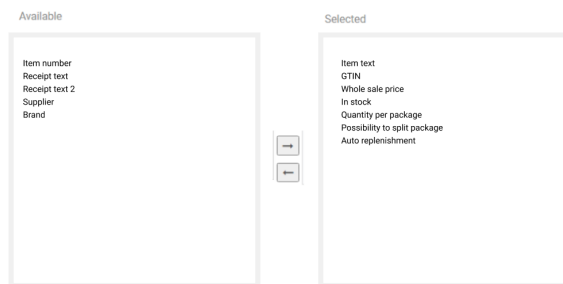 Available
Selected
Item number
Receipt text
Receipt text 2
Supplier
Brand
Item text
GTIN
Whole sale price
In stock
Quantity per package
Possibility to split package
Auto replenishment